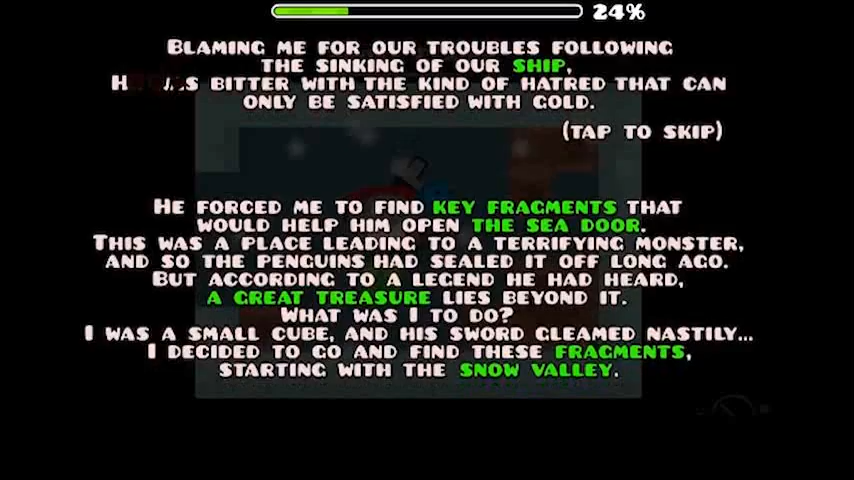 24%
BLAMING ME FOR OUR TROUBLES FOLLOWING
THE SINKING OF OUR SHIP,
BITTER WITH THE KIND OF HATRED THAT CAN
ONLY BE SATISFIED WITH GOLD.
(TAP TO SKIP)
HE FORCED ME TO FIND KEY FRAGMENTS THAT
WOULD HELP HIM OPEN THE SEA DOOR.
THIS WAS A PLACE LEADING TO A TERRIFYING MONSTER,
AND SO THE PENGUINS HAD SEALED IT OFF LONG AGO.
BUT ACCORDING TO A LEGEND HE HAD HEARD,
A GREAT TREASURE LIES BEYOND IT.
WHAT WAS I TO DO?
I WAS A SMALL CUBE, AND HIS SWORD GLEAMED NASTILY...
I DECIDED TO GO AND FIND THESE FRAGMENTS,
STARTING WITH THE SNOW VALLEY.